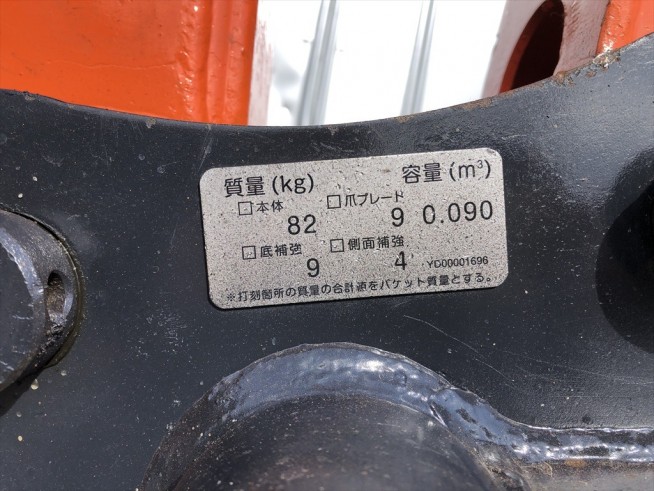 質量(kg) 容量(m³)
□本体 □爪ブレード
82 9 0.090
□底補強 □側面補強
9 4 YD00001696
※打刻箇所の質量の合計値をバケット質量とする。